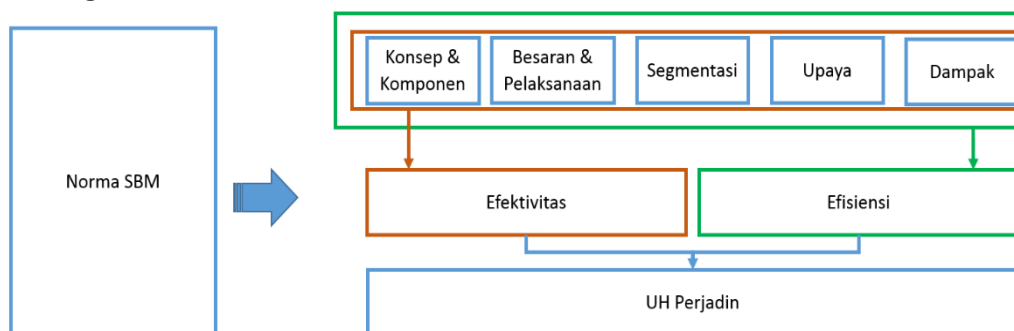 Konsep &
Komponen
Besaran &
Pelaksanaan
Segmentasi
Upaya
Dampak
Norma SBM
Efektivitas
Efisiensi
UH Perjadin